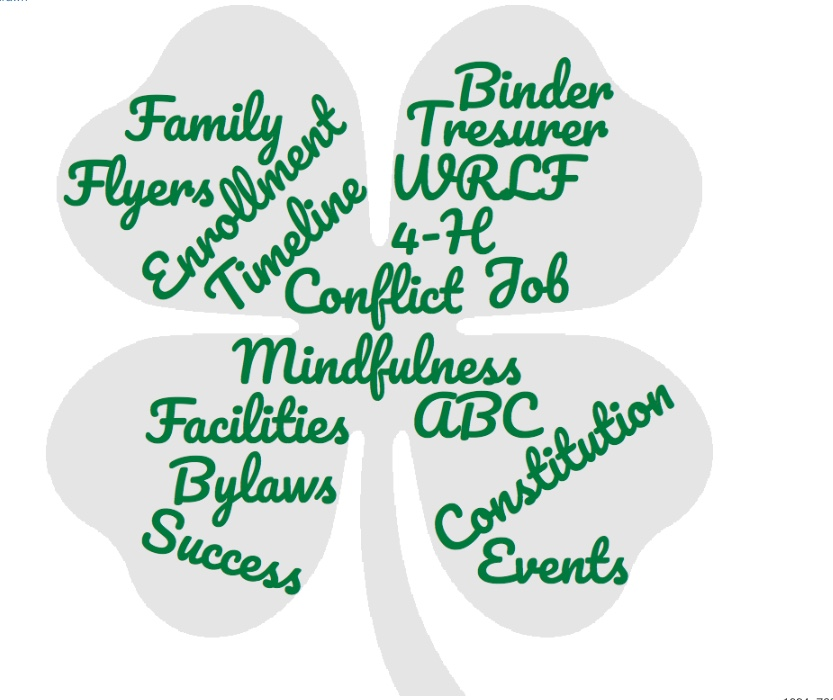 Family
Flyers
Enrollment
Timeline
Binder
Tresurer
WRLF
4-H
Conflict
Job
Mindfulness
Facilities
Bylaws
Success
ABC
Constitution
Events